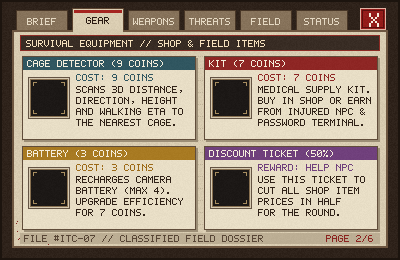 BRIEF GEAR WEAPONS THREATS FIELD STATUS X
SURVIVAL EQUIPMENT // SHOP & FIELD ITEMS
CAGE DETECTOR (9 COINS)
COST: 9 COINS
SCANS 3D DISTANCE,
DIRECTION, HEIGHT
AND WALKING ETA TO
THE NEAREST CAGE.
KIT (7 COINS)
COST: 7 COINS
MEDICAL SUPPLY KIT.
BUY IN SHOP OR EARN
FROM INJURED NPC &
PASSWORD TERMINAL.
BATTERY (3 COINS)
COST: 3 COINS
RECHARGES CAMERA
BATTERY (MAX 4).
UPGRADE EFFICIENCY
FOR 7 COINS.
DISCOUNT TICKET (50%)
REWARD: HELP NPC
USE THIS TICKET TO
CUT ALL SHOP ITEM
PRICES IN HALF
FOR THE ROUND.
FILE #ITC-07 // CLASSIFIED FIELD DOSSIER PAGE 2/6